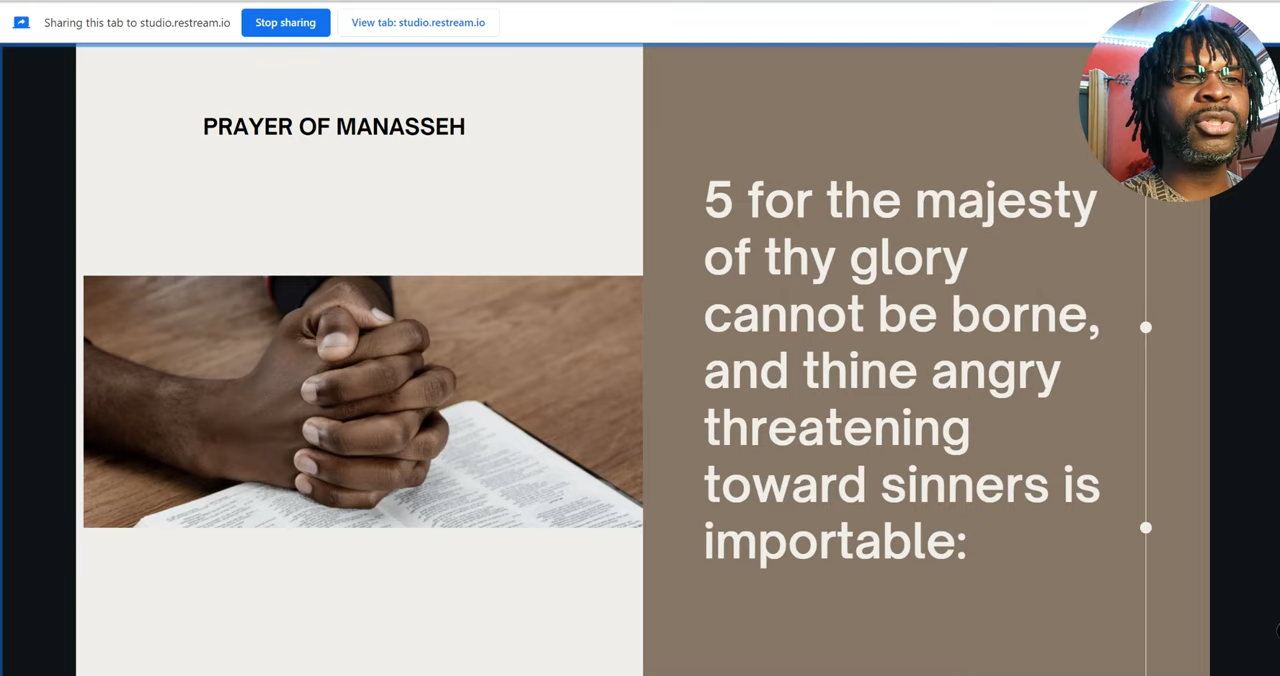 Sharing this tab to studio.restream.io
Stop sharing
View tab: studio.restream.io
PRAYER OF MANASSEH
5 for the majesty
of thy glory
cannot be borne,
and thine angry
threatening
toward sinners is
importable: